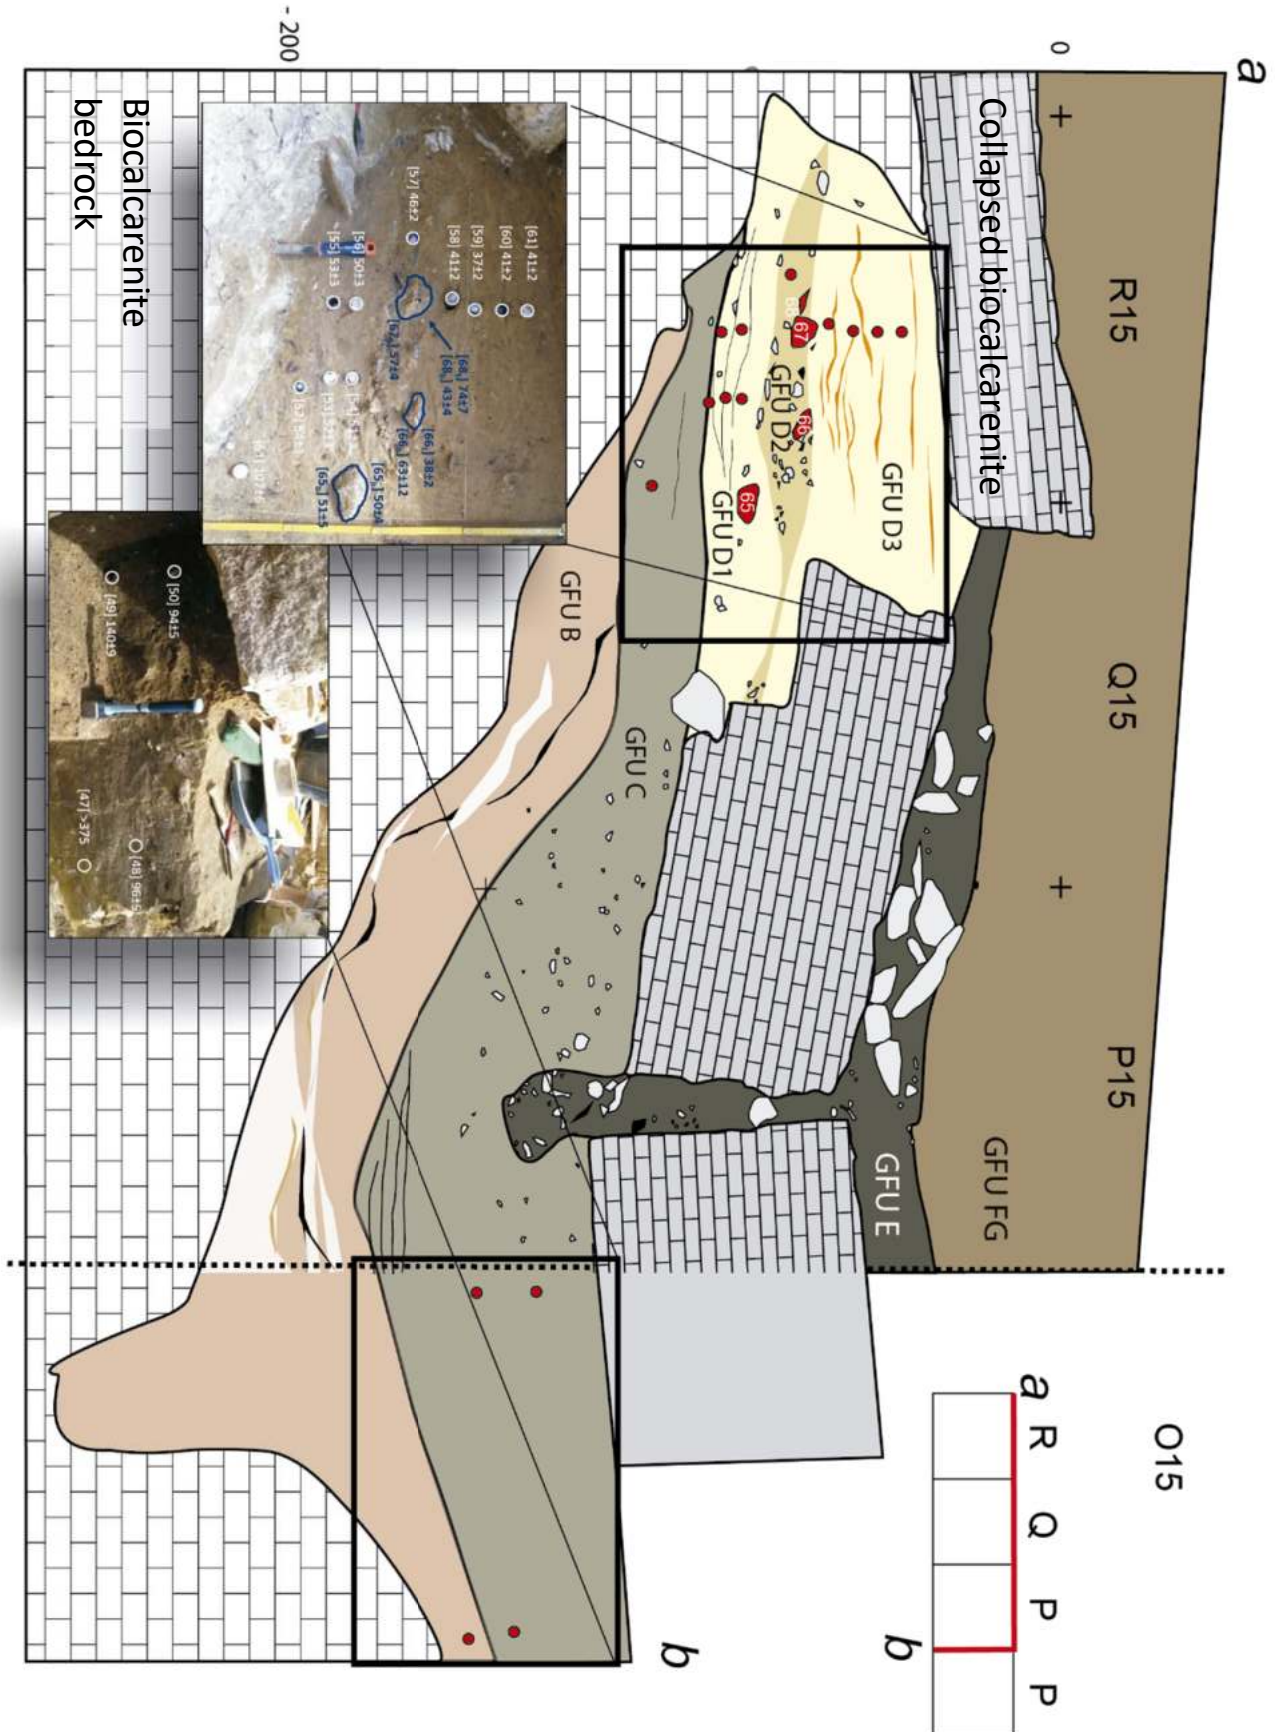 a
0
- 200
R15
Q15
P15
O15
Collapsed biocalcarenite
GFU FG
GFU E
GFU D3
GFU D2
GFU D1
67
66
65
GFU C
GFU B
Biocalcarenite
bedrock
[61] 41±2
[60] 41±2
[59] 37±2
[58] 41±2
[57] 46±2
[56] 50±3
[55] 53±3
[50] 94±5
[49] 140±9
[48] 96±5
[47] >375
a
R
Q
P
P
b
b